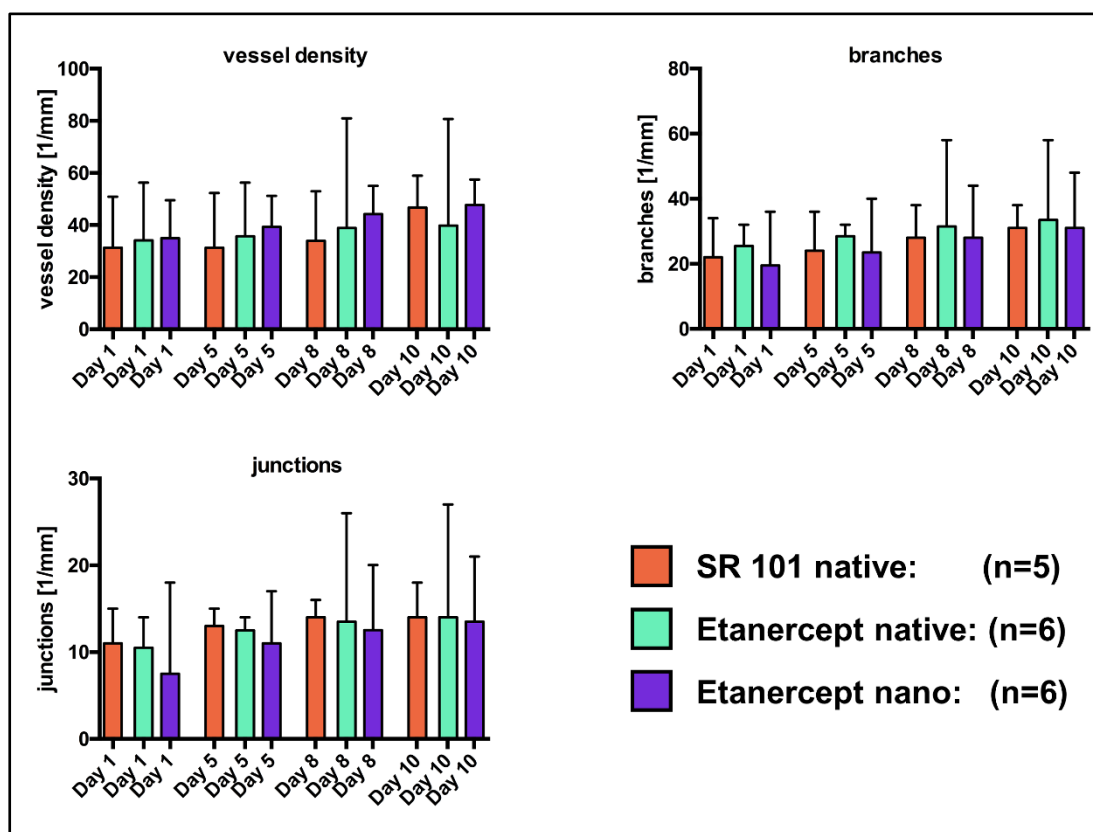 vessel density
vessel density [1/mm]
100
80
60
40
20
0
Day 1 Day 1 Day 1 Day 5 Day 5 Day 5 Day 8 Day 8 Day 8 Day 10 Day 10 Day 10
branches
branches [1/mm]
80
60
40
20
0
Day 1 Day 1 Day 1 Day 5 Day 5 Day 5 Day 8 Day 8 Day 8 Day 10 Day 10 Day 10
junctions
junctions [1/mm]
30
20
10
0
Day 1 Day 1 Day 1 Day 5 Day 5 Day 5 Day 8 Day 8 Day 8 Day 10 Day 10 Day 10
SR 101 native: (n=5)
Etanercept native: (n=6)
Etanercept nano: (n=6)